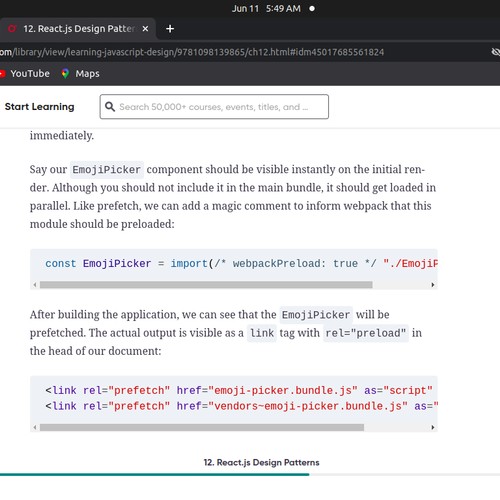 Jun 11 5:49 AM
12. React.js Design Patter
om/library/view/learning-javascript-design/9781098139865/ch12.html#idm45017685561824
YouTube Maps
Start Learning Search 50,000+ courses, events, titles, and ...
immediately.
Say our EmojiPicker component should be visible instantly on the initial ren-
der. Although you should not include it in the main bundle, it should get loaded in
parallel. Like prefetch, we can add a magic comment to inform webpack that this
module should be preloaded:
const EmojiPicker = import(/* webpackPreload: true */ "./EmojiP
After building the application, we can see that the EmojiPicker will be
prefetched. The actual output is visible as a link tag with rel="preload" in
the head of our document:
<link rel="prefetch" href="emoji-picker.bundle.js" as="script"
<link rel="prefetch" href="vendors~emoji-picker.bundle.js" as="
12. React.js Design Patterns